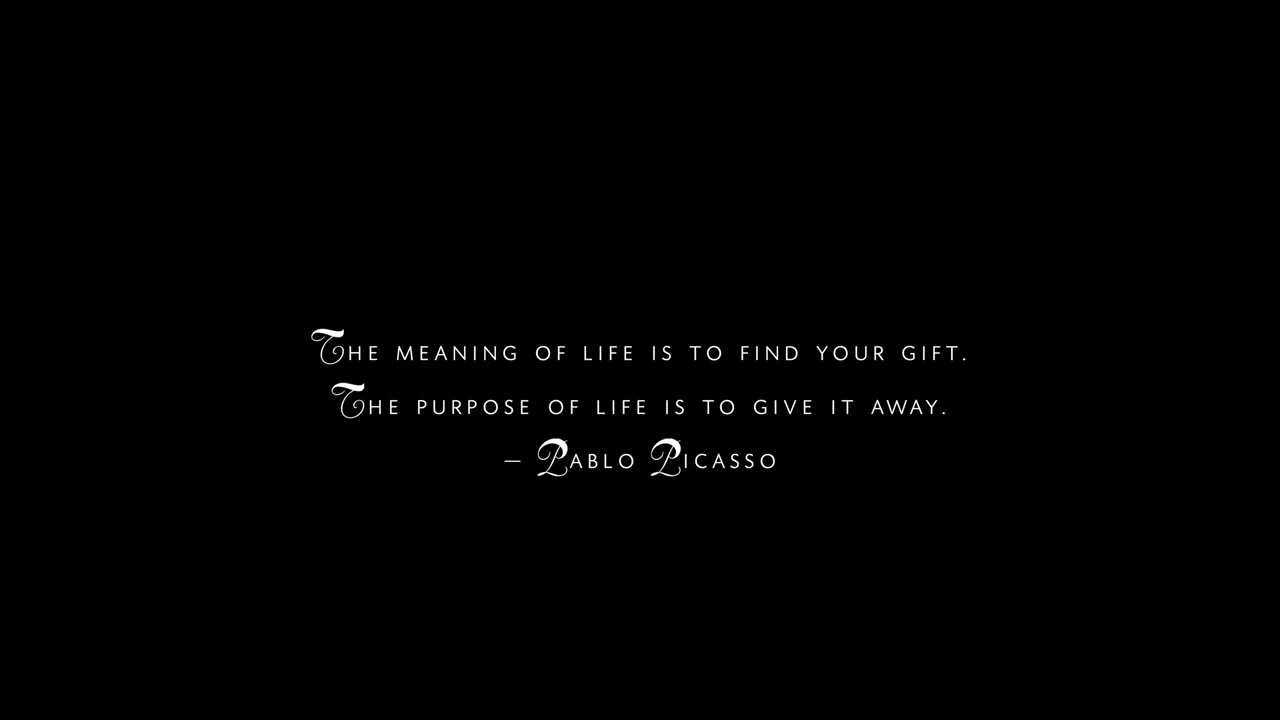 The meaning of life is to find your gift.
The purpose of life is to give it away.
– Pablo Picasso